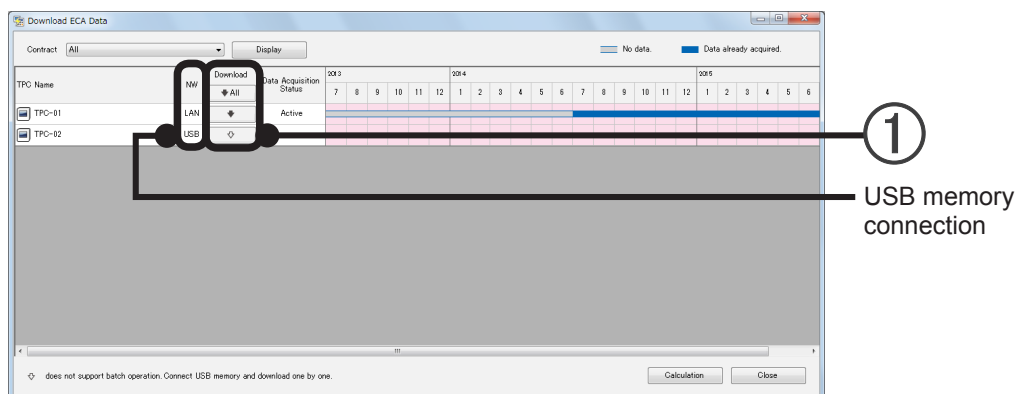 Download ECA Data
Contract All Display No data. Data already acquired.
TPC Name NW Download Data Acquisition Status 2013 2014 2015
All 7 8 9 10 11 12 1 2 3 4 5 6 7 8 9 10 11 12 1 2 3 4 5 6
TPC-01 LAN Active
TPC-02 USB
①
USB memory
connection
does not support batch operation. Connect USB memory and download one by one. Calculation Close